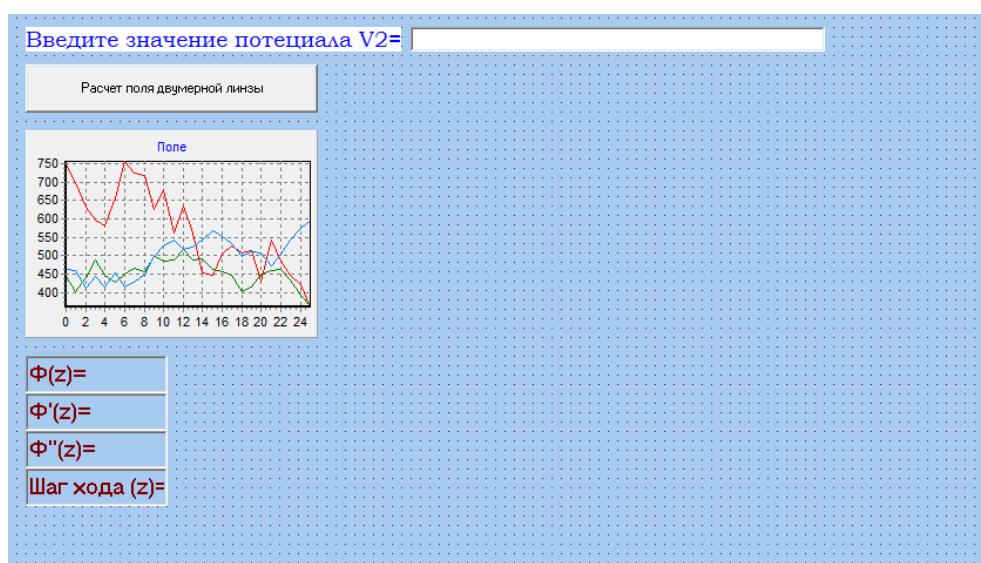 Введите значение потециала V2=
Расчет поля двумерной линзы
Поле
750
700
650
600
550
500
450
400
0 2 4 6 8 10 12 14 16 18 20 22 24
Ф(z)=
Ф'(z)=
Ф"(z)=
Шаг хода (z)=